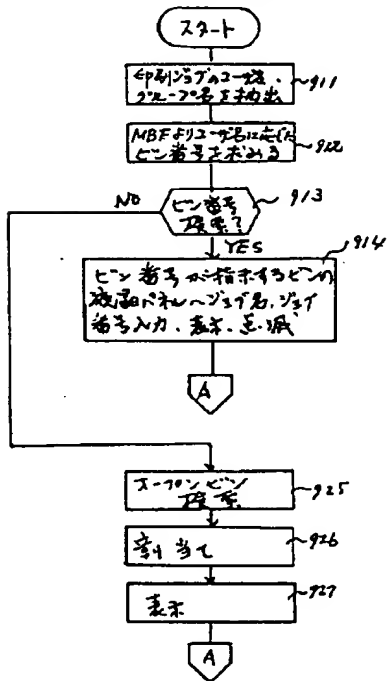 スタート
印刷ジョブのユーザ名・
グループ名を抽出
911
MBFよりユーザ名に応じた
ビン番号を求める
912
ビン番号
検索?
913
NO
YES
914
ビン番号が指示するビンの
液晶パネルへジョブ名、ジョブ
番号入力、表示、点滅
A
オープンビン
検索
925
割り当て
926
表示
927
A